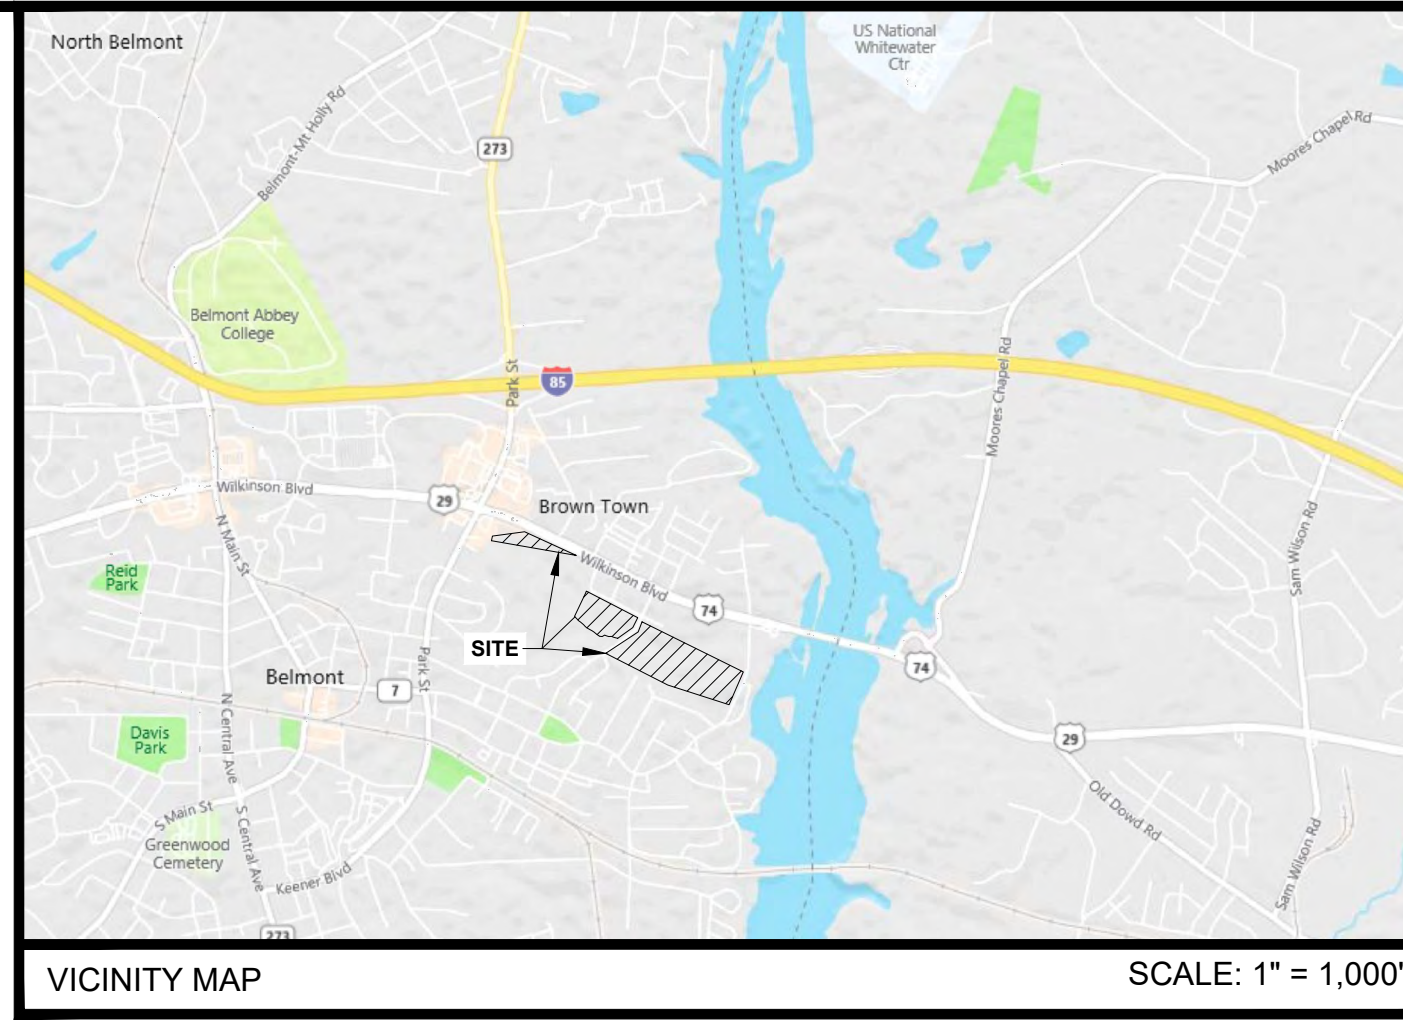 North Belmont
US National
Whitewater
Ctr
Belmont-Mt Holly Rd
273
Moores Chapel Rd
Belmont Abbey
College
Park St
85
Moores Chapel Rd
Wilkinson Blvd
29
Brown Town
N Main St
Sam Wilson Rd
Reid
Park
Wilkinson Blvd
74
SITE
74
Belmont
7
Park St
N Central Ave
Davis
Park
29
Old Dowd Rd
S Main St
S Central Ave
Greenwood
Cemetery
Keener Blvd
Sam Wilson Rd
273
VICINITY MAP
SCALE: 1" = 1,000'